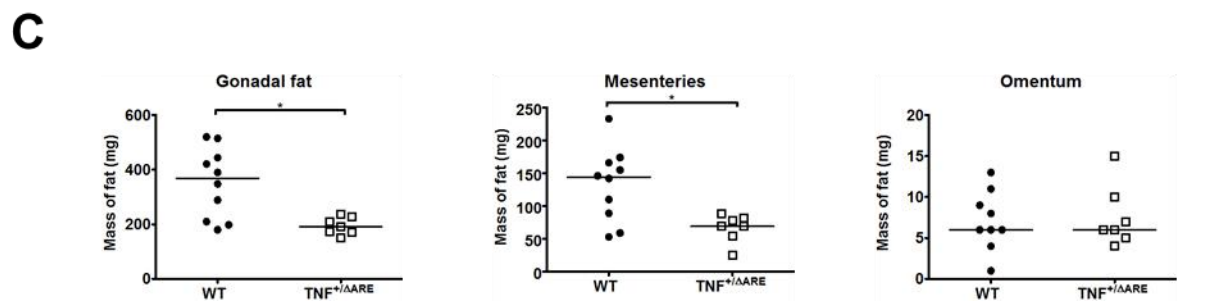 C
Gonadal fat
*
Mass of fat (mg)
600
400
200
0
WT
TNF+/ΔARE
Mesenteries
*
Mass of fat (mg)
250
200
150
100
50
0
WT
TNF+/ΔARE
Omentum
Mass of fat (mg)
20
15
10
5
0
WT
TNF+/ΔARE